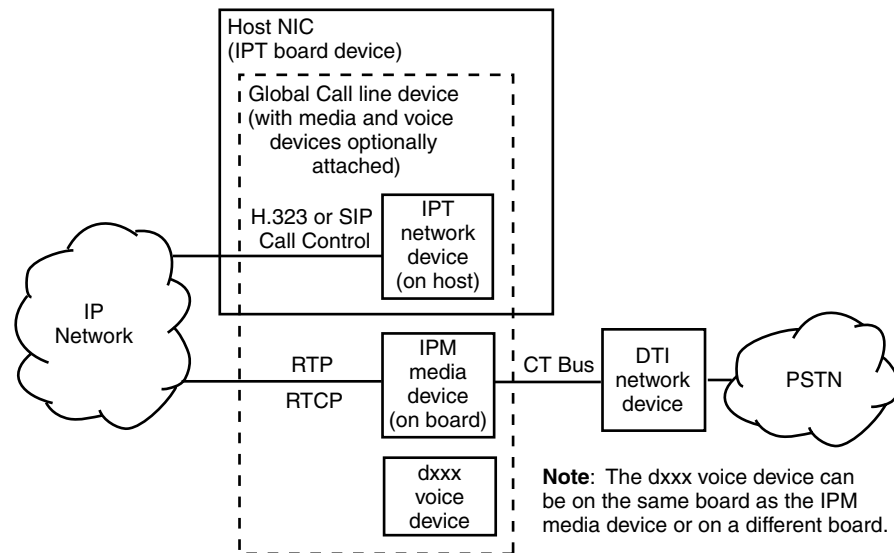 Host NIC
(IPT board device)
Global Call line device
(with media and voice
devices optionally
attached)
H.323 or SIP
Call Control
IPT
network
device
(on host)
IP
Network
RTP
RTCP
IPM
media
device
(on board)
CT Bus
DTI
network
device
PSTN
dxxx
voice
device
Note: The dxxx voice device can
be on the same board as the IPM
media device or on a different board.